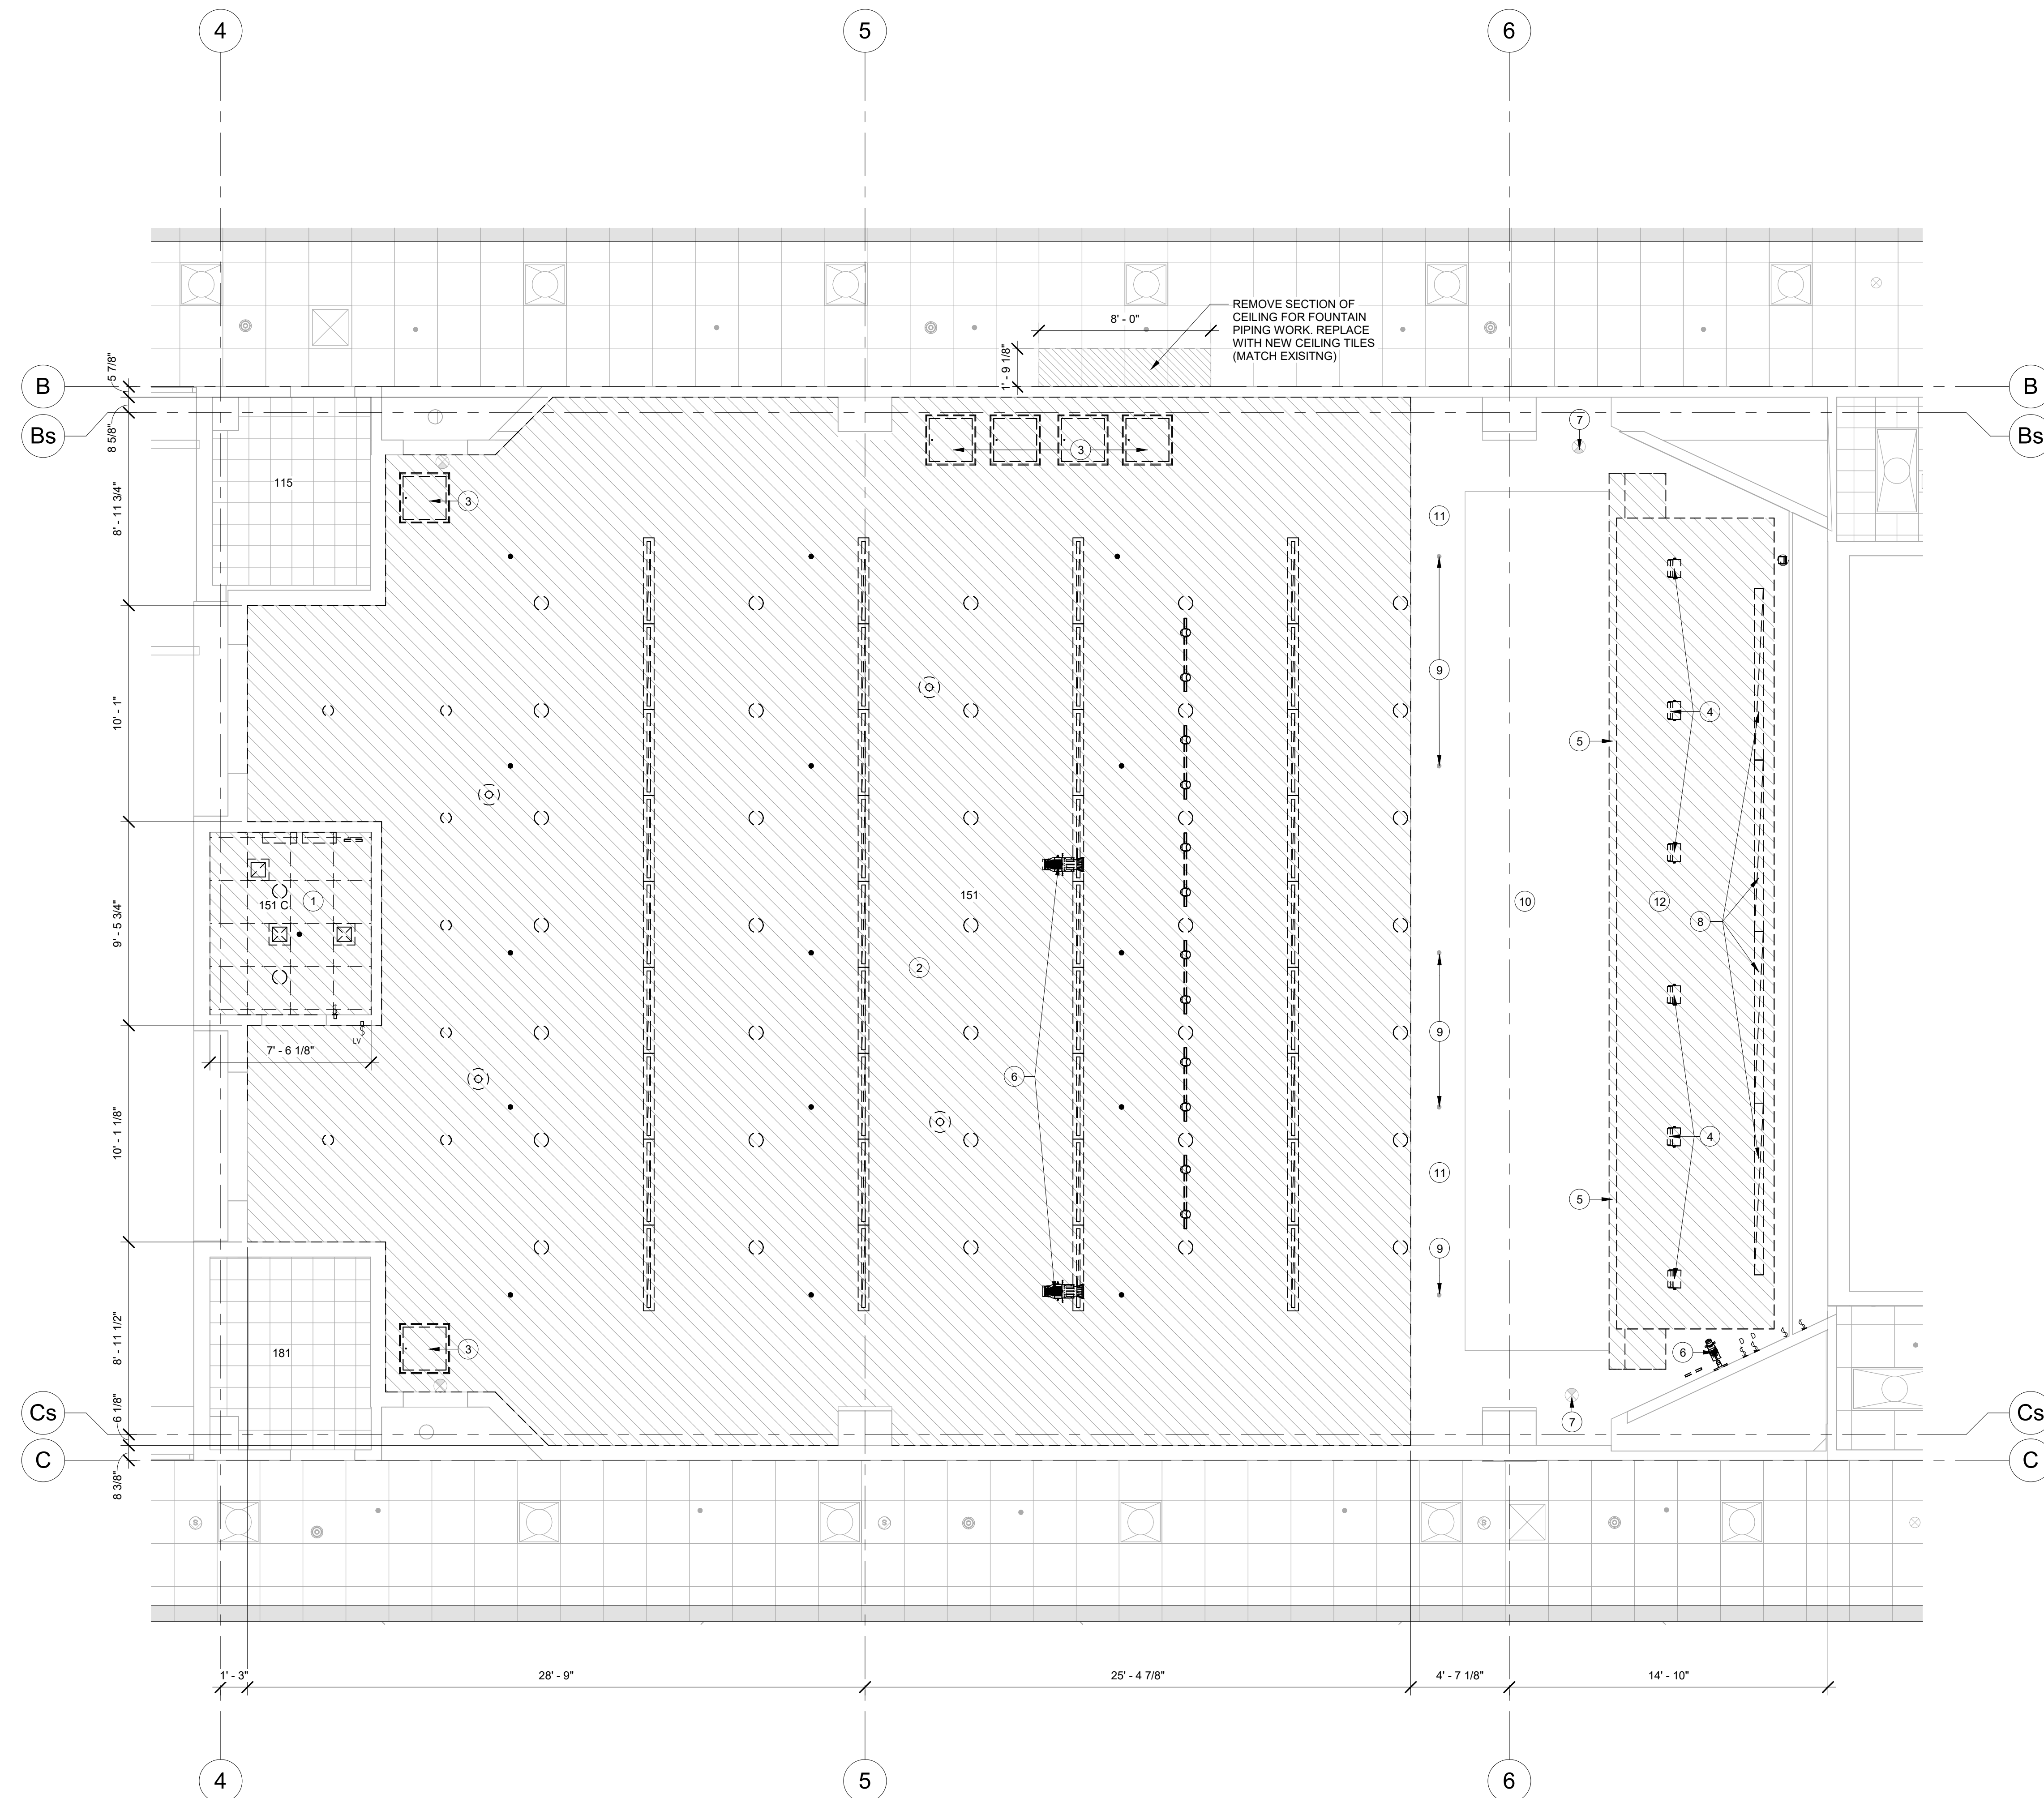 4
5
6
REMOVE SECTION OF
CEILING FOR FOUNTAIN
PIPING WORK. REPLACE
WITH NEW CEILING TILES
(MATCH EXISITNG)
8' - 0"
1' - 9 1/8"
5 7/8"
B
B
Bs
Bs
8 5/8"
7
3
115
3
8' - 11 3/4"
11
9
10' - 1"
4
5
9' - 5 3/4"
151 C
1
151
10
12
8
2
7' - 6 1/8"
LV
6
9
10' - 1 1/8"
4
11
5
9
8' - 11 1/2"
181
3
6
7
6 1/8"
Cs
Cs
C
C
8 3/8"
S
S
S
1' - 3"
28' - 9"
25' - 4 7/8"
4' - 7 1/8"
14' - 10"
4
5
6